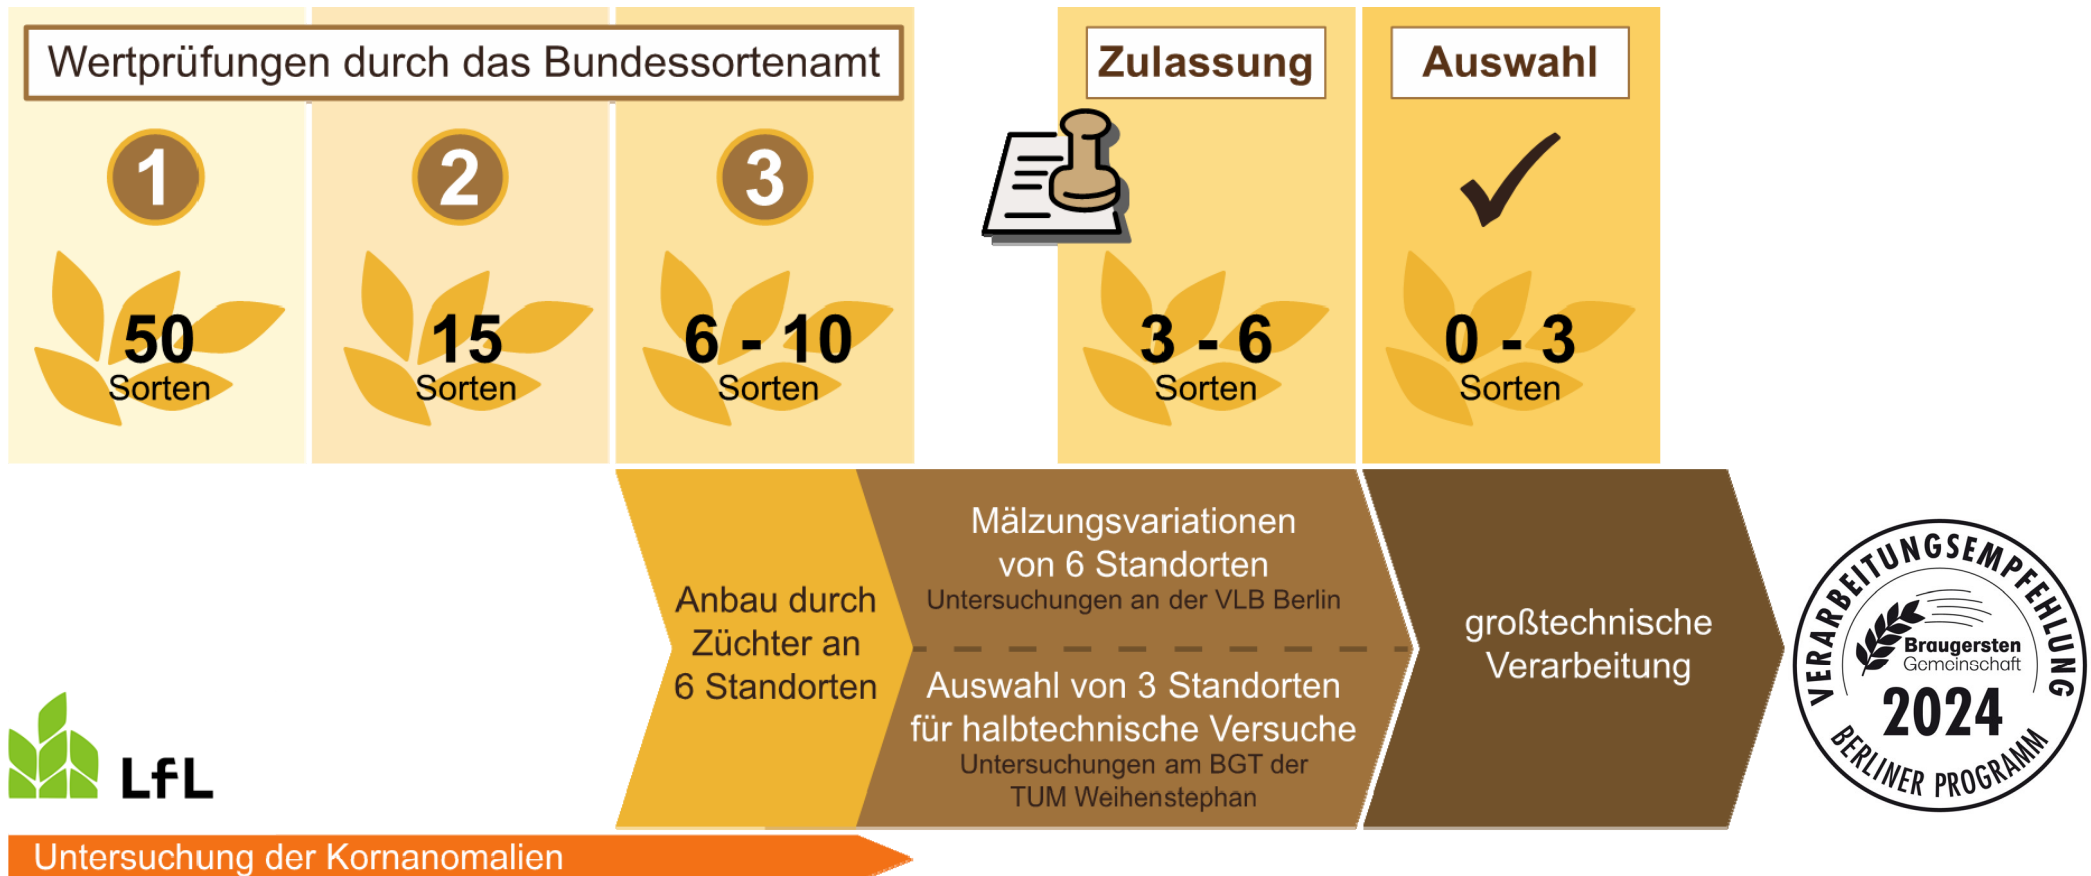 Wertprüfungen durch das Bundessortenamt
Zulassung
Auswahl
1
2
3
50
Sorten
15
Sorten
6 - 10
Sorten
3 - 6
Sorten
0 - 3
Sorten
Anbau durch
Züchter an
6 Standorten
Mälzungsvariationen
von 6 Standorten
Untersuchungen an der VLB Berlin
Auswahl von 3 Standorten
für halbtechnische Versuche
Untersuchungen am BGT der
TUM Weihenstephan
großtechnische
Verarbeitung
VERARBEITUNGSEMPFEHLUNG
Braugersten
Gemeinschaft
2024
BERLINER PROGRAMM
LfL
Untersuchung der Kornanomalien